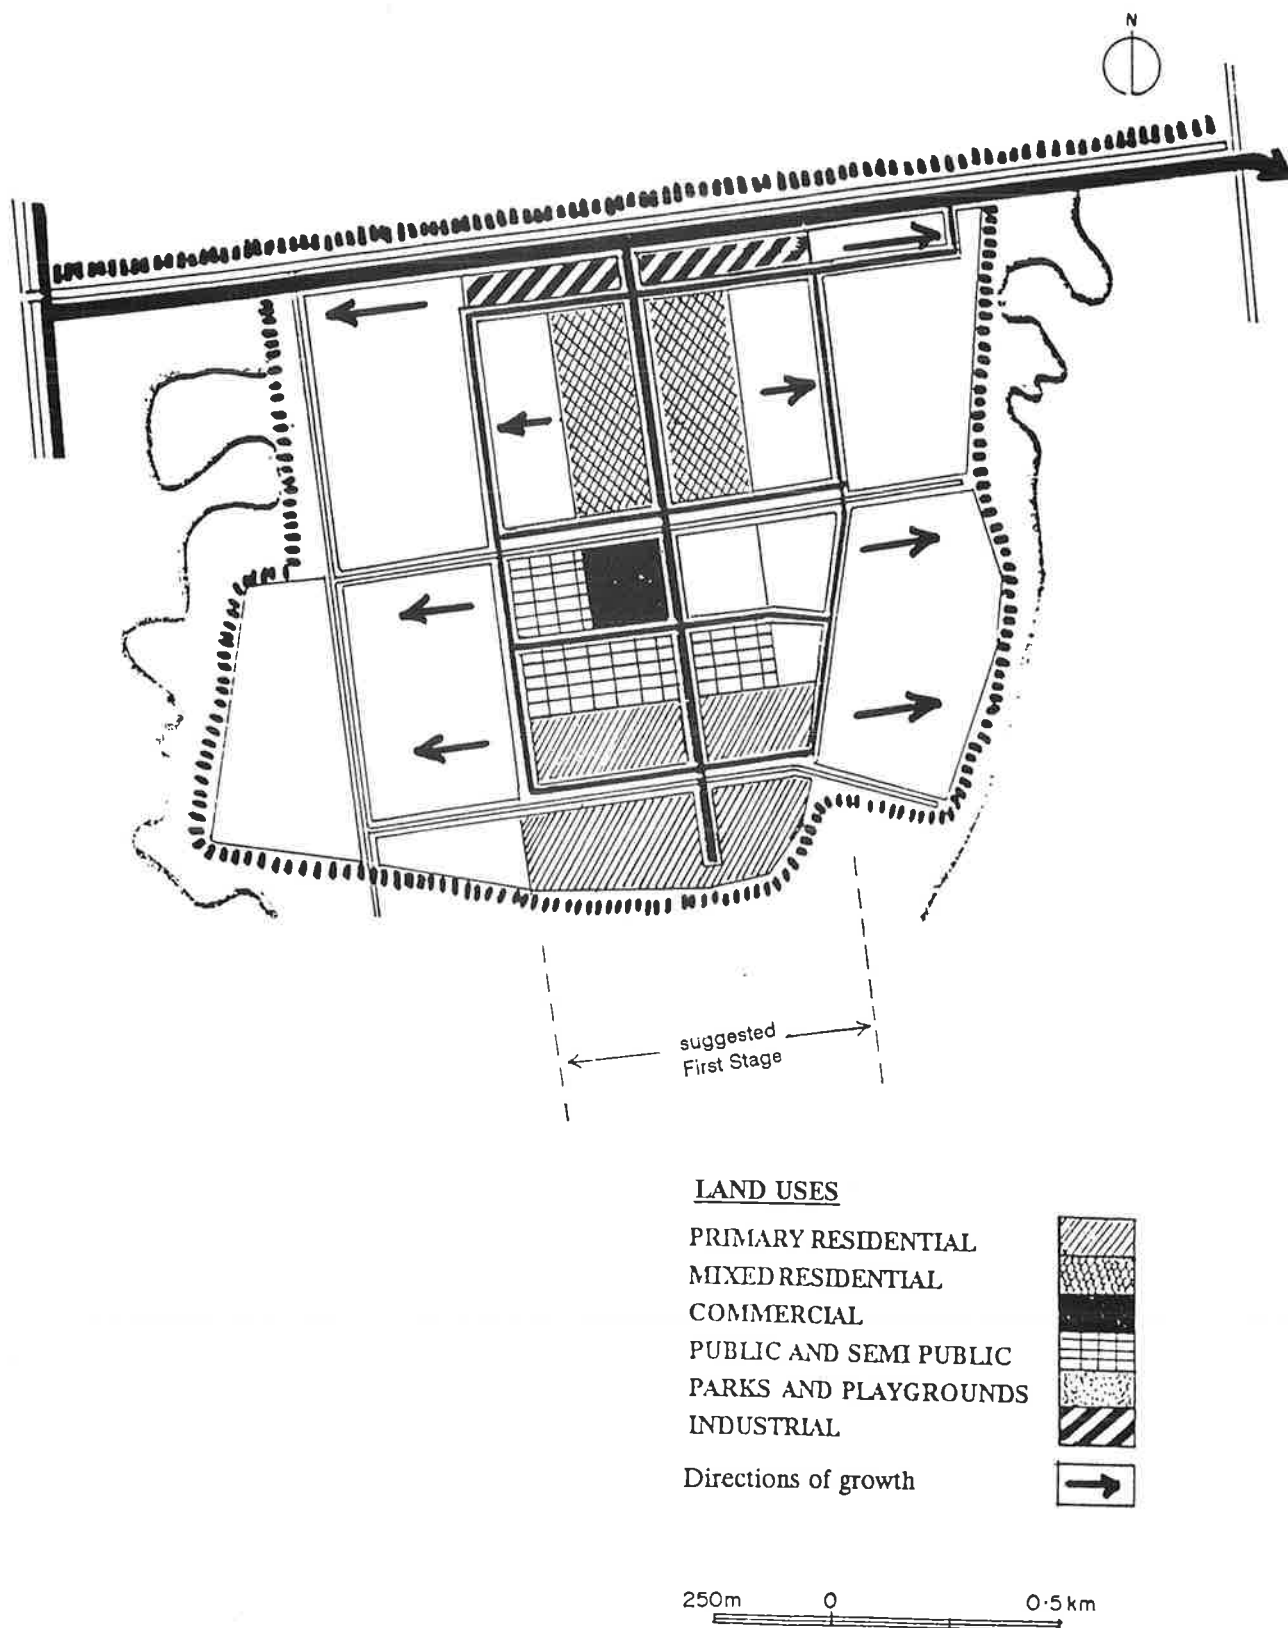 N
suggested
First Stage
LAND USES
PRIMARY RESIDENTIAL
MIXED RESIDENTIAL
COMMERCIAL
PUBLIC AND SEMI PUBLIC
PARKS AND PLAYGROUNDS
INDUSTRIAL
Directions of growth
250m 0 0·5km